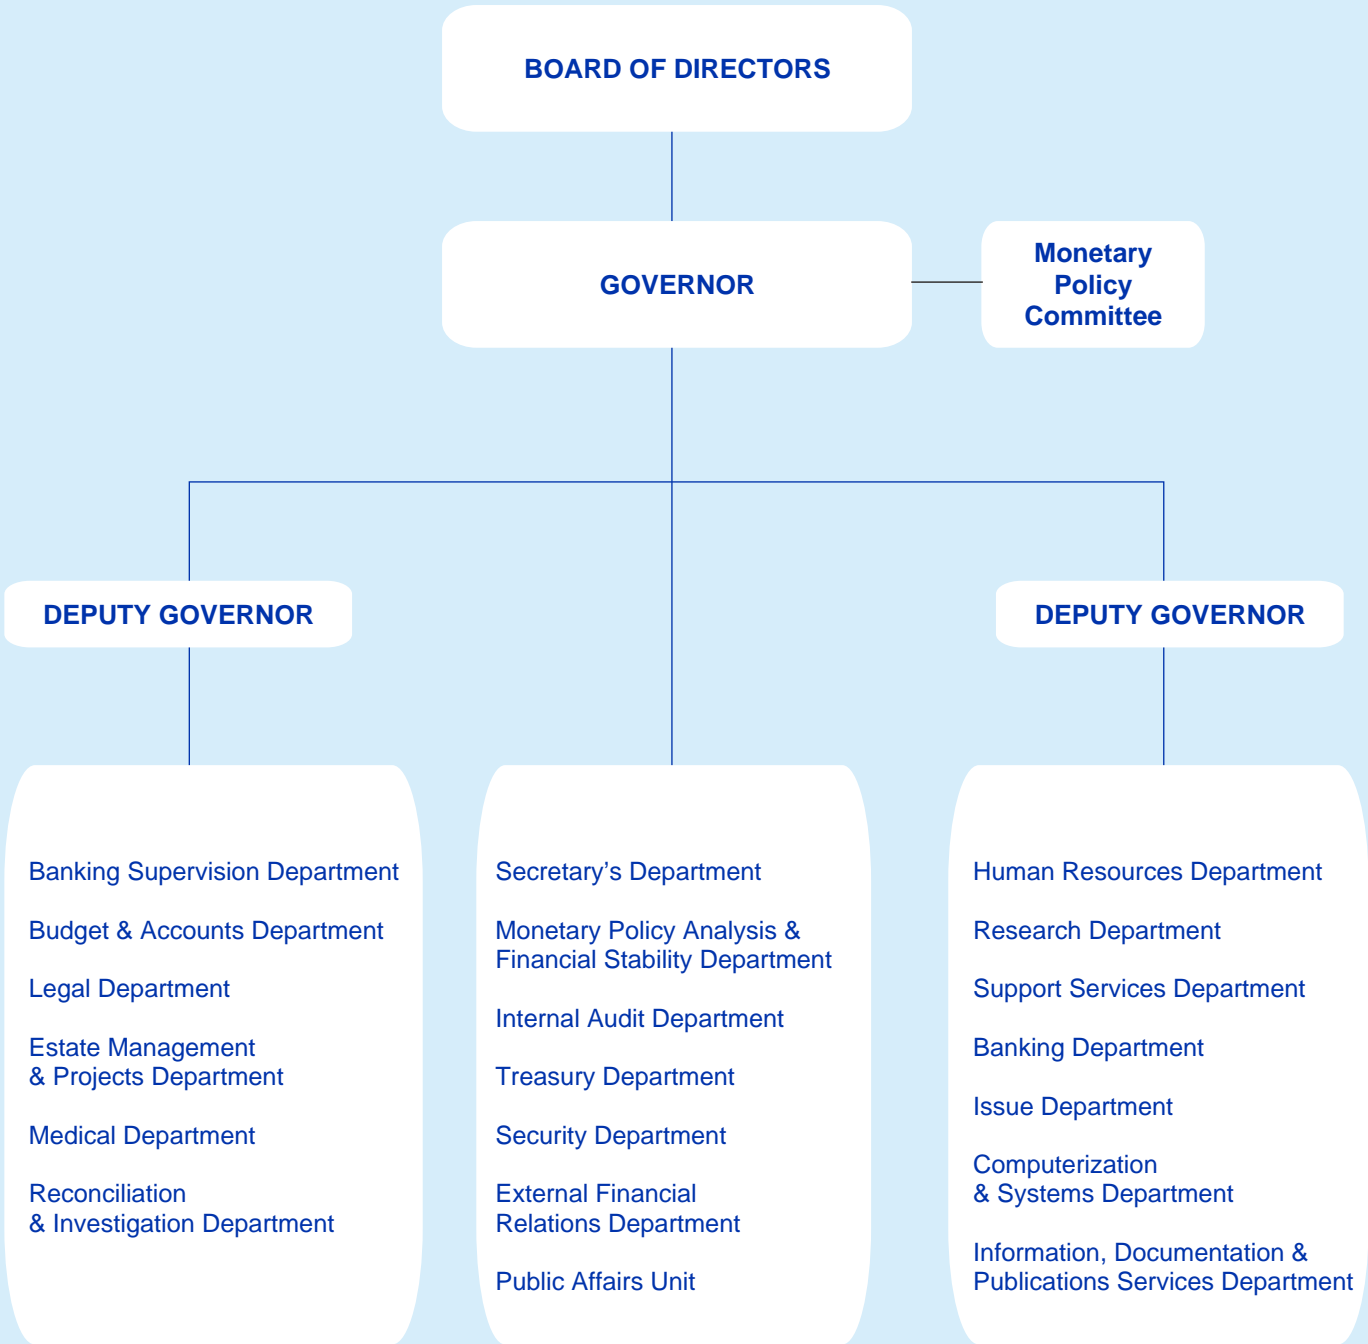 BOARD OF DIRECTORS
GOVERNOR
Monetary
Policy
Committee
DEPUTY GOVERNOR
DEPUTY GOVERNOR
Banking Supervision Department
Budget & Accounts Department
Legal Department
Estate Management
& Projects Department
Medical Department
Reconciliation
& Investigation Department
Secretary’s Department
Monetary Policy Analysis &
Financial Stability Department
Internal Audit Department
Treasury Department
Security Department
External Financial
Relations Department
Public Affairs Unit
Human Resources Department
Research Department
Support Services Department
Banking Department
Issue Department
Computerization
& Systems Department
Information, Documentation &
Publications Services Department